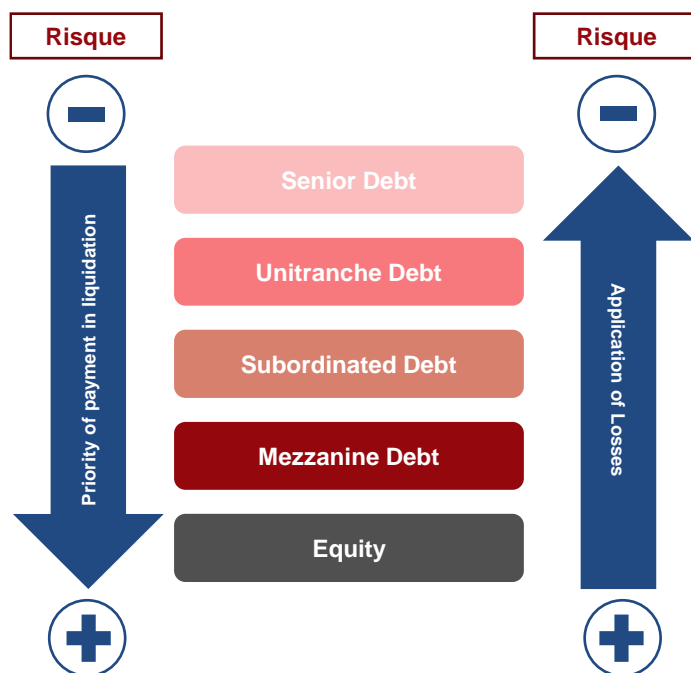 Risque
Risque
Senior Debt
Unitranche Debt
Subordinated Debt
Mezzanine Debt
Equity
Priority of payment in liquidation
Application of Losses